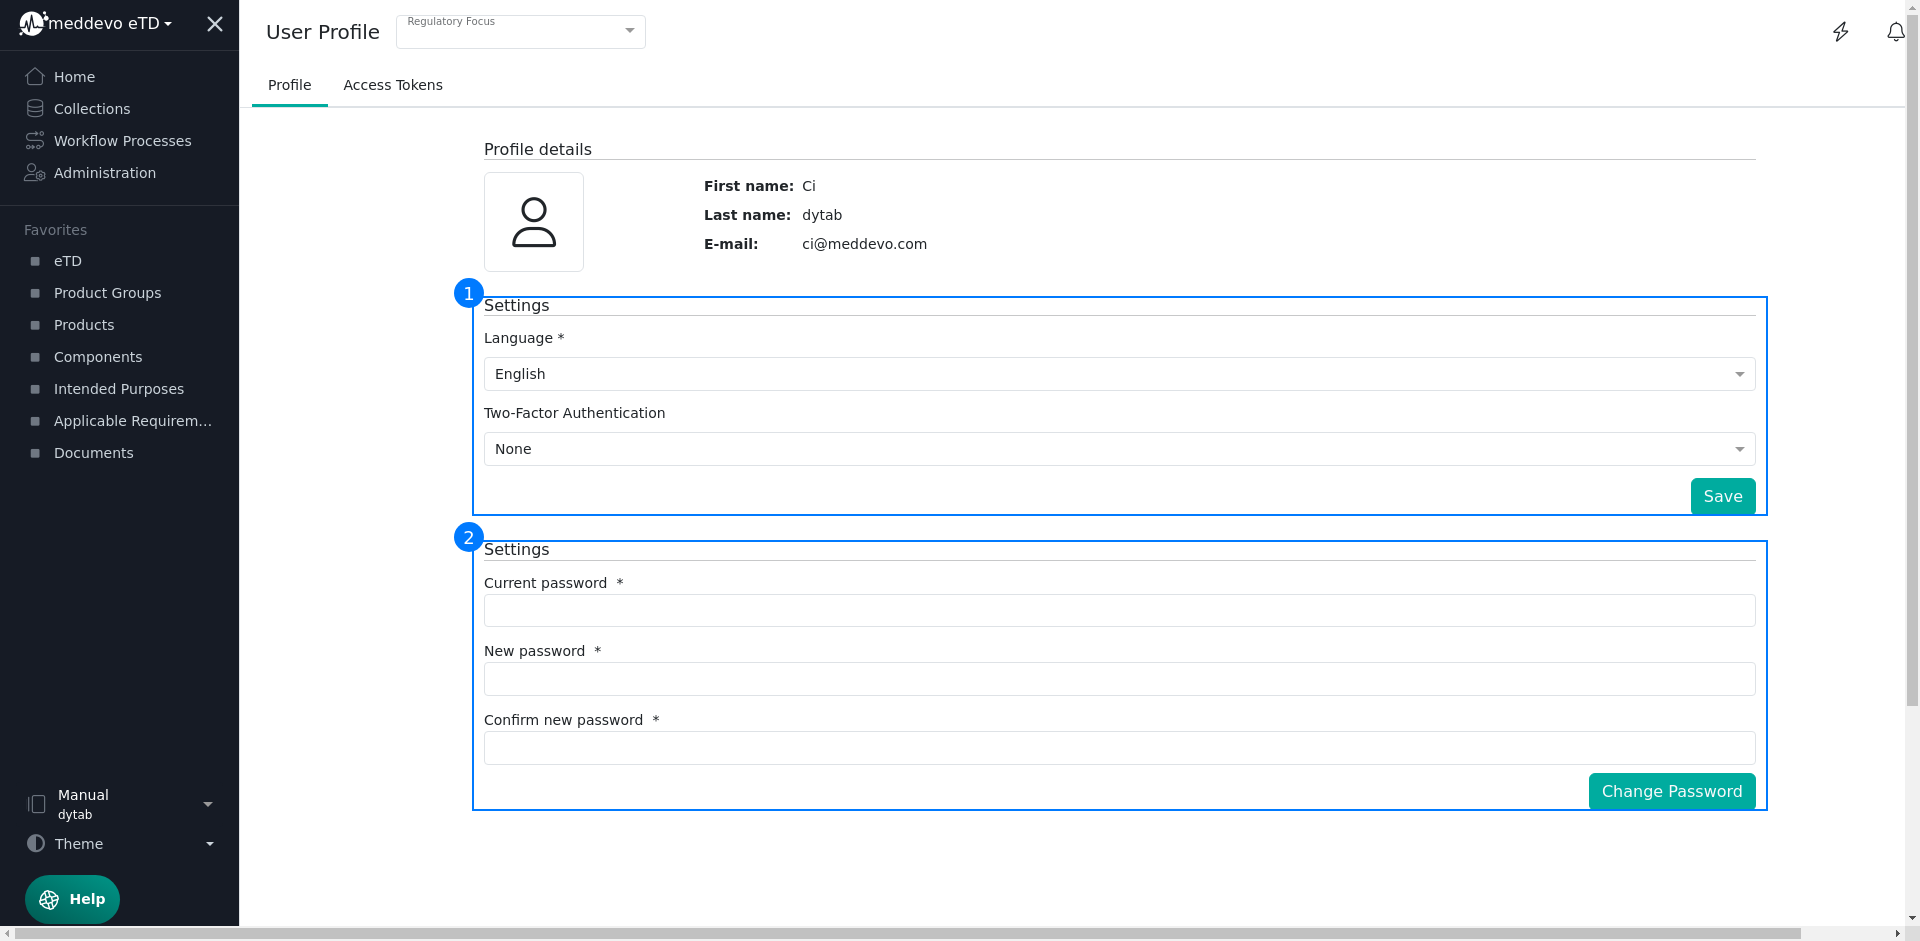 meddevo eTD
Home
Collections
Workflow Processes
Administration
Favorites
eTD
Product Groups
Products
Components
Intended Purposes
Applicable Requirem...
Documents
Manual
dytab
Theme
Help
User Profile
Regulatory Focus
Profile
Access Tokens
Profile details
First name: Ci
Last name: dytab
E-mail: ci@meddevo.com
1
Settings
Language *
English
Two-Factor Authentication
None
Save
2
Settings
Current password *
New password *
Confirm new password *
Change Password